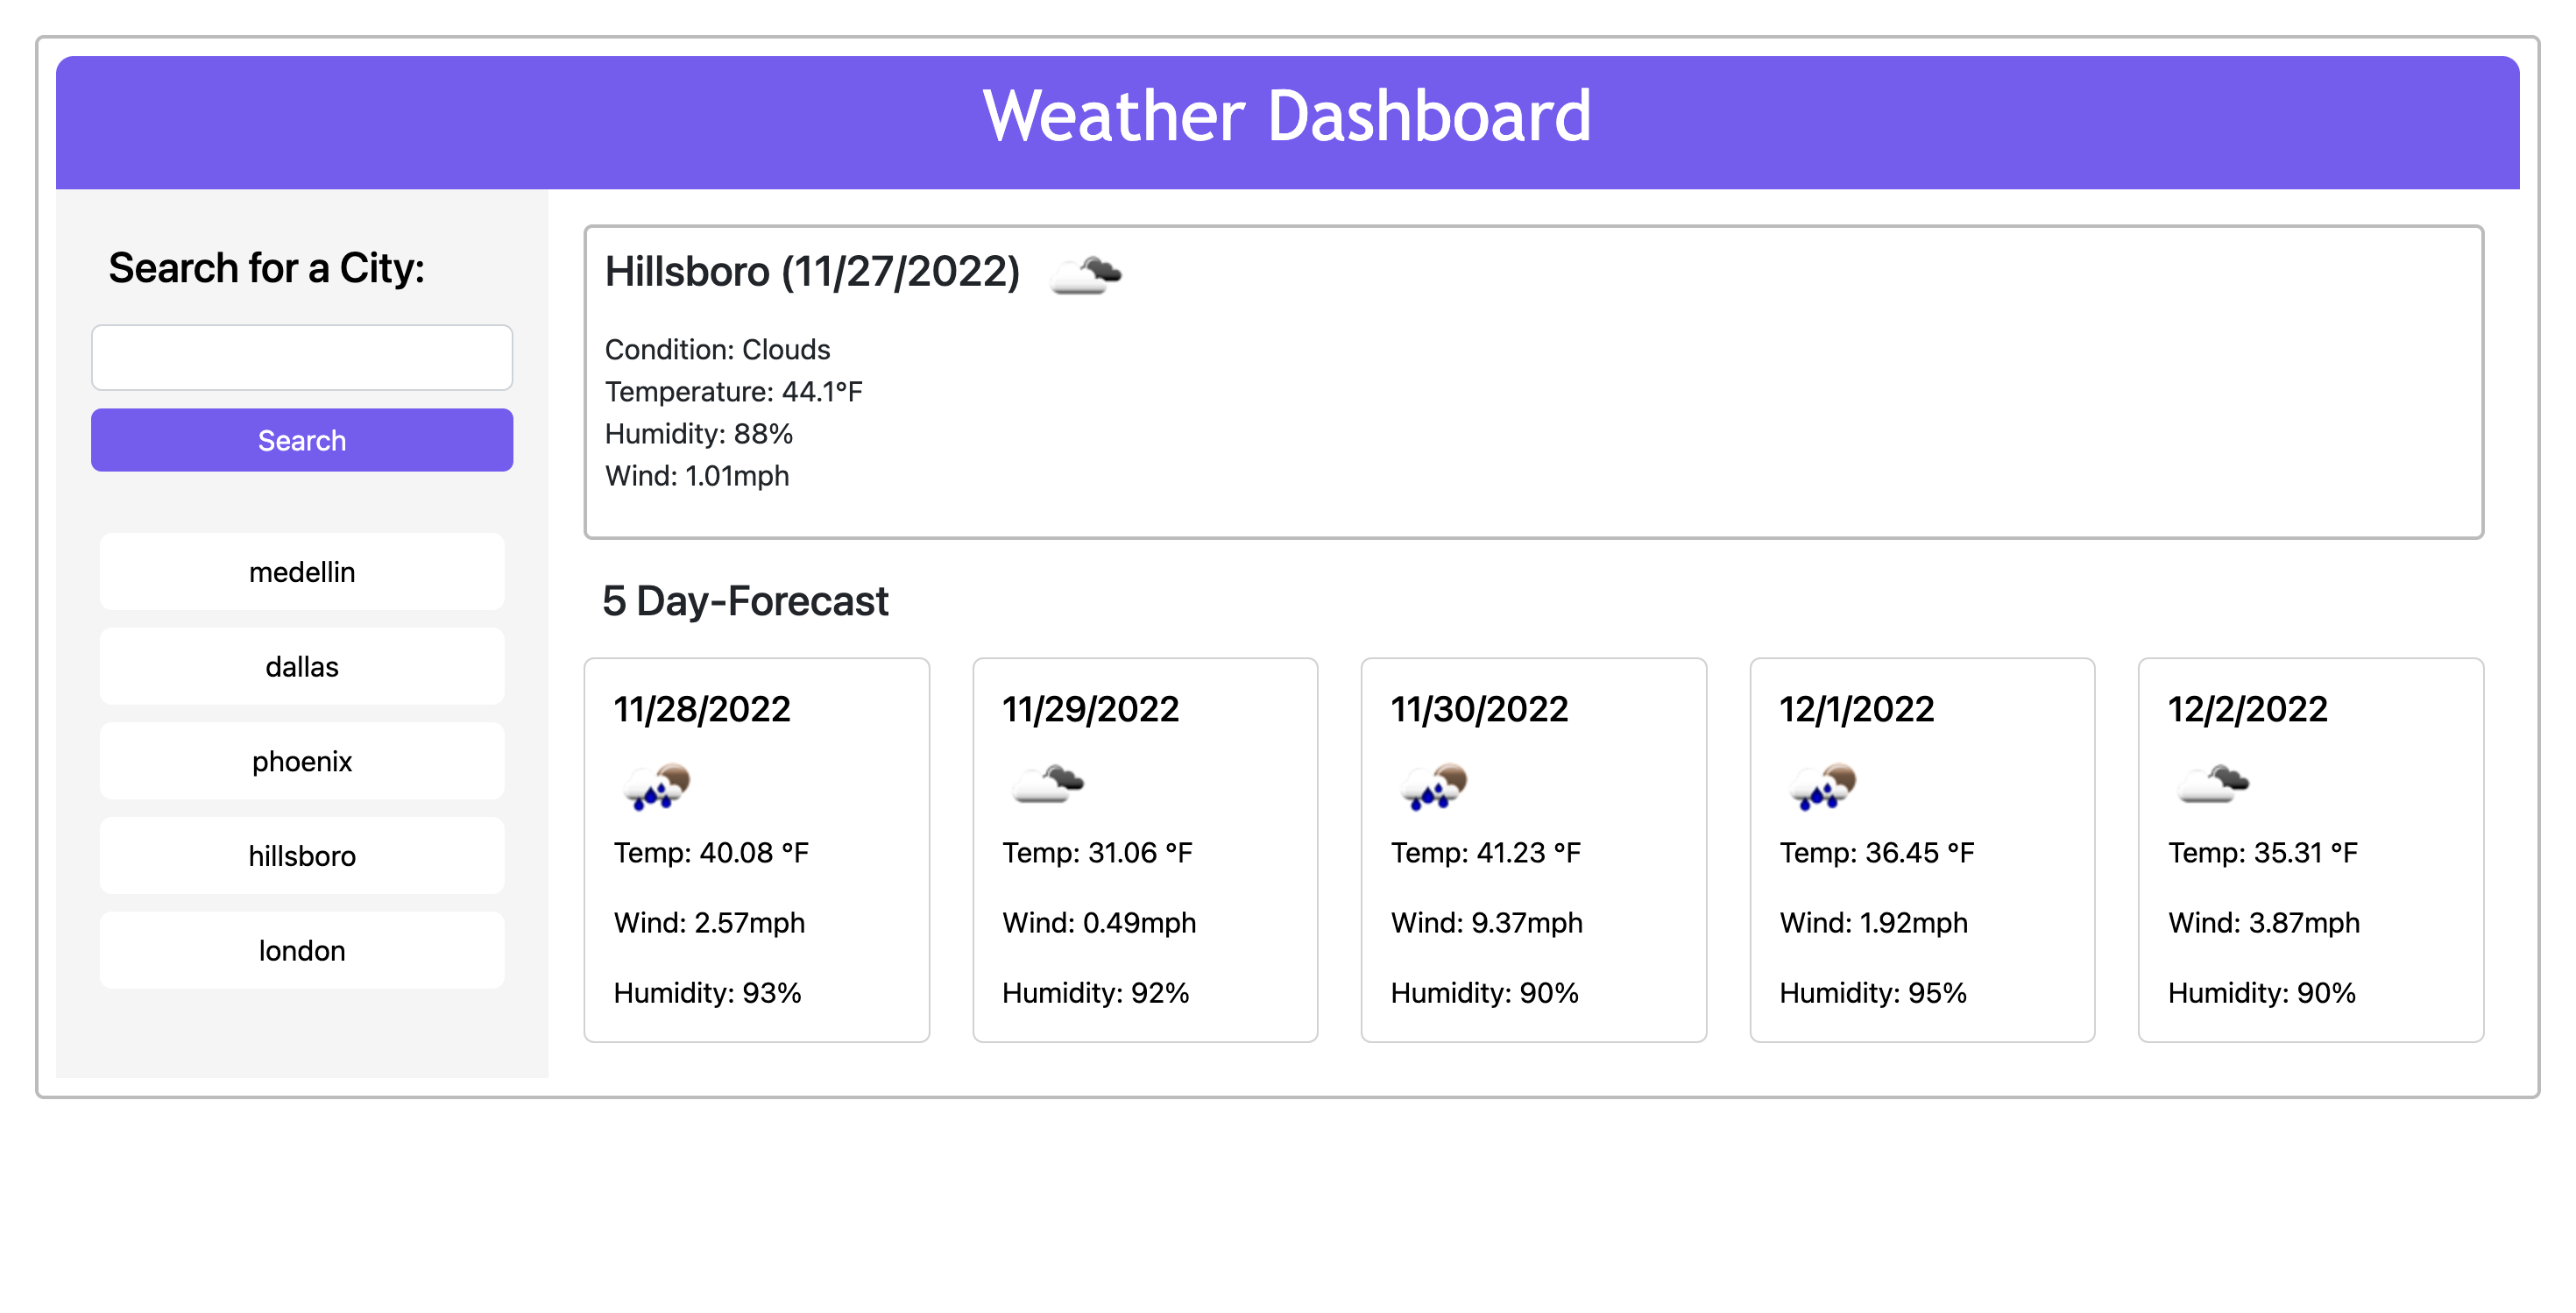 Weather Dashboard
Search for a City:
Search
medellin
dallas
phoenix
hillsboro
london
Hillsboro (11/27/2022)
Condition: Clouds
Temperature: 44.1°F
Humidity: 88%
Wind: 1.01mph
5 Day-Forecast
11/28/2022
Temp: 40.08 °F
Wind: 2.57mph
Humidity: 93%
11/29/2022
Temp: 31.06 °F
Wind: 0.49mph
Humidity: 92%
11/30/2022
Temp: 41.23 °F
Wind: 9.37mph
Humidity: 90%
12/1/2022
Temp: 36.45 °F
Wind: 1.92mph
Humidity: 95%
12/2/2022
Temp: 35.31 °F
Wind: 3.87mph
Humidity: 90%